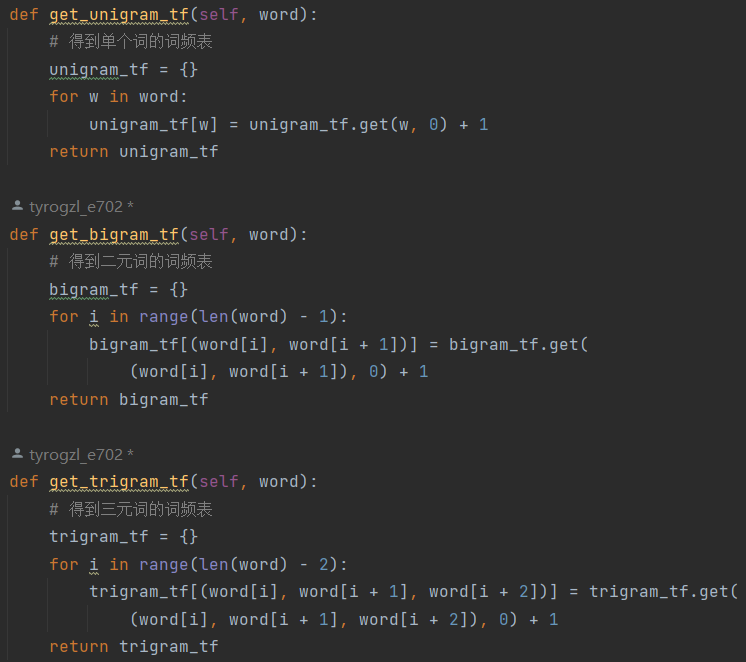 def get_unigram_tf(self, word):
# 得到单个词的词频表
unigram_tf = {}
for w in word:
unigram_tf[w] = unigram_tf.get(w, 0) + 1
return unigram_tf
tyrogzl_e702 *
def get_bigram_tf(self, word):
# 得到二元词的词频表
bigram_tf = {}
for i in range(len(word) - 1):
bigram_tf[(word[i], word[i + 1])] = bigram_tf.get(
(word[i], word[i + 1]), 0) + 1
return bigram_tf
tyrogzl_e702 *
def get_trigram_tf(self, word):
# 得到三元词的词频表
trigram_tf = {}
for i in range(len(word) - 2):
trigram_tf[(word[i], word[i + 1], word[i + 2])] = trigram_tf.get(
(word[i], word[i + 1], word[i + 2]), 0) + 1
return trigram_tf